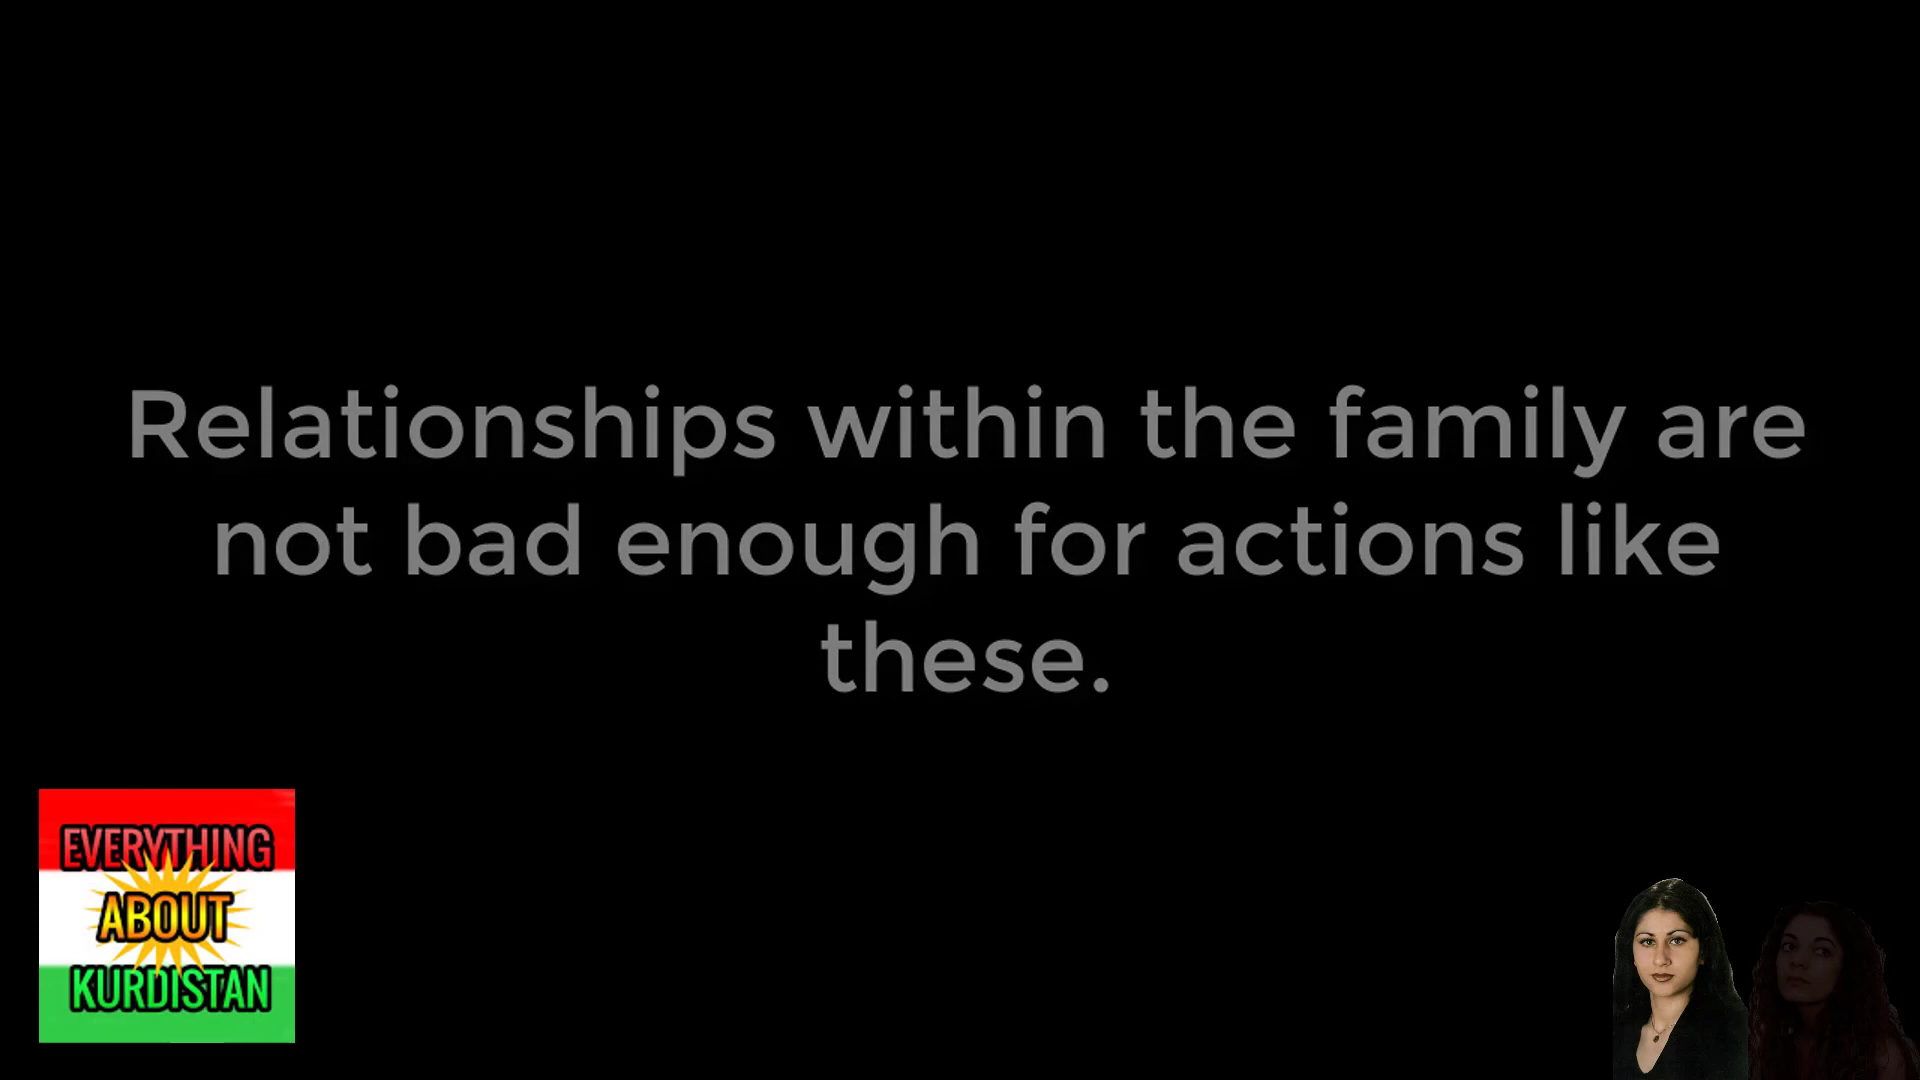 Relationships within the family are
not bad enough for actions like
these.
EVERYTHING
ABOUT
KURDISTAN